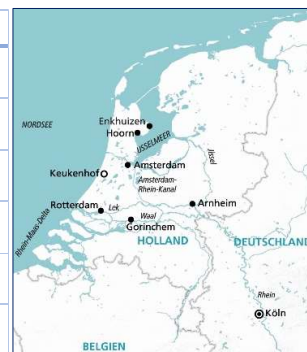 NORDSEE
Enkhuizen
Hoorn
IJSSELMEER
Keukenhof
Amsterdam
Amsterdam-
Rhein-Kanal
IJssel
Rotterdam
Lek
Waal
Arnheim
Gorinchem
Rhein-Maas-Delta
HOLLAND
DEUTSCHLAND
Rhein
Köln
BELGIEN